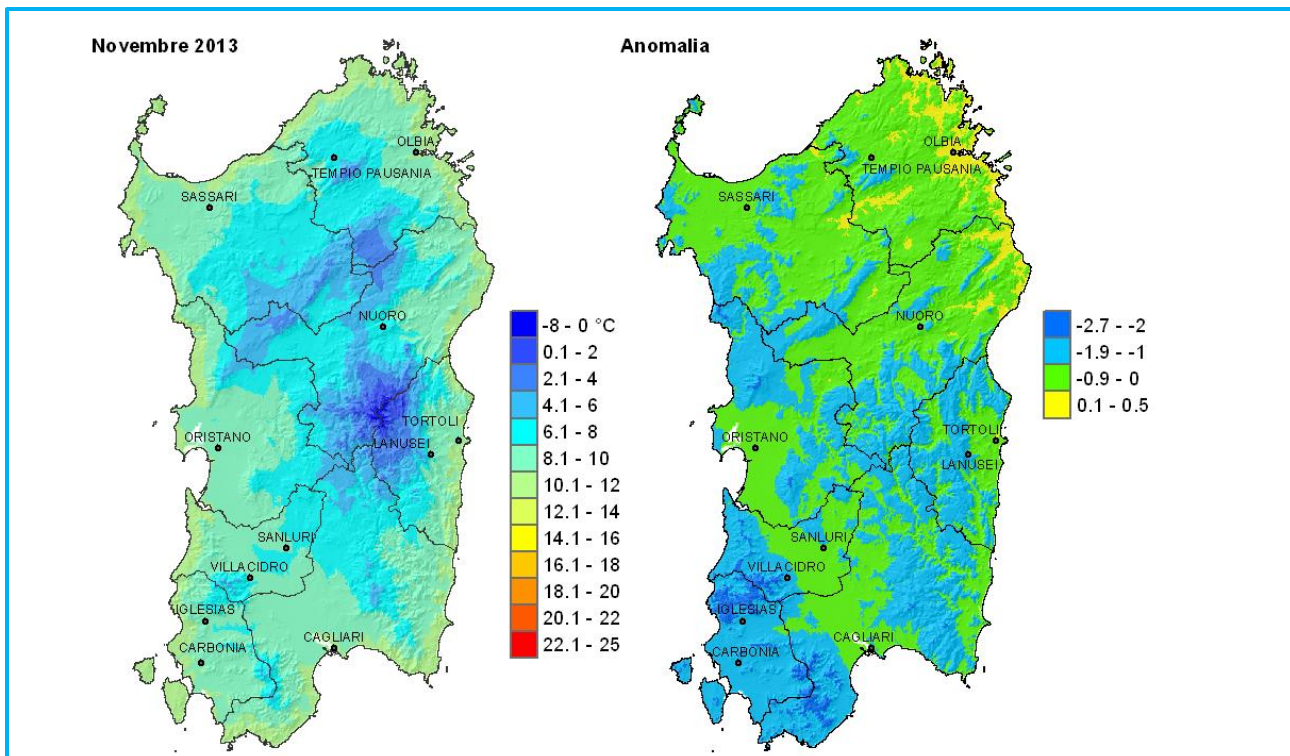 Novembre 2013
OLBIA
TEMPIO PAUSANIA
SASSARI
NUORO
TORTOLI
ORISTANO
LANUSEI
SANLURI
VILLACIDRO
IGLESIAS
CARBONIA
CAGLIARI
-8 - 0 °C
0.1 - 2
2.1 - 4
4.1 - 6
6.1 - 8
8.1 - 10
10.1 - 12
12.1 - 14
14.1 - 16
16.1 - 18
18.1 - 20
20.1 - 22
22.1 - 25
Anomalia
OLBIA
TEMPIO PAUSANIA
SASSARI
NUORO
TORTOLI
ORISTANO
LANUSEI
SANLURI
VILLACIDRO
IGLESIAS
CARBONIA
CAGLIARI
-2.7 - -2
-1.9 - -1
-0.9 - 0
0.1 - 0.5